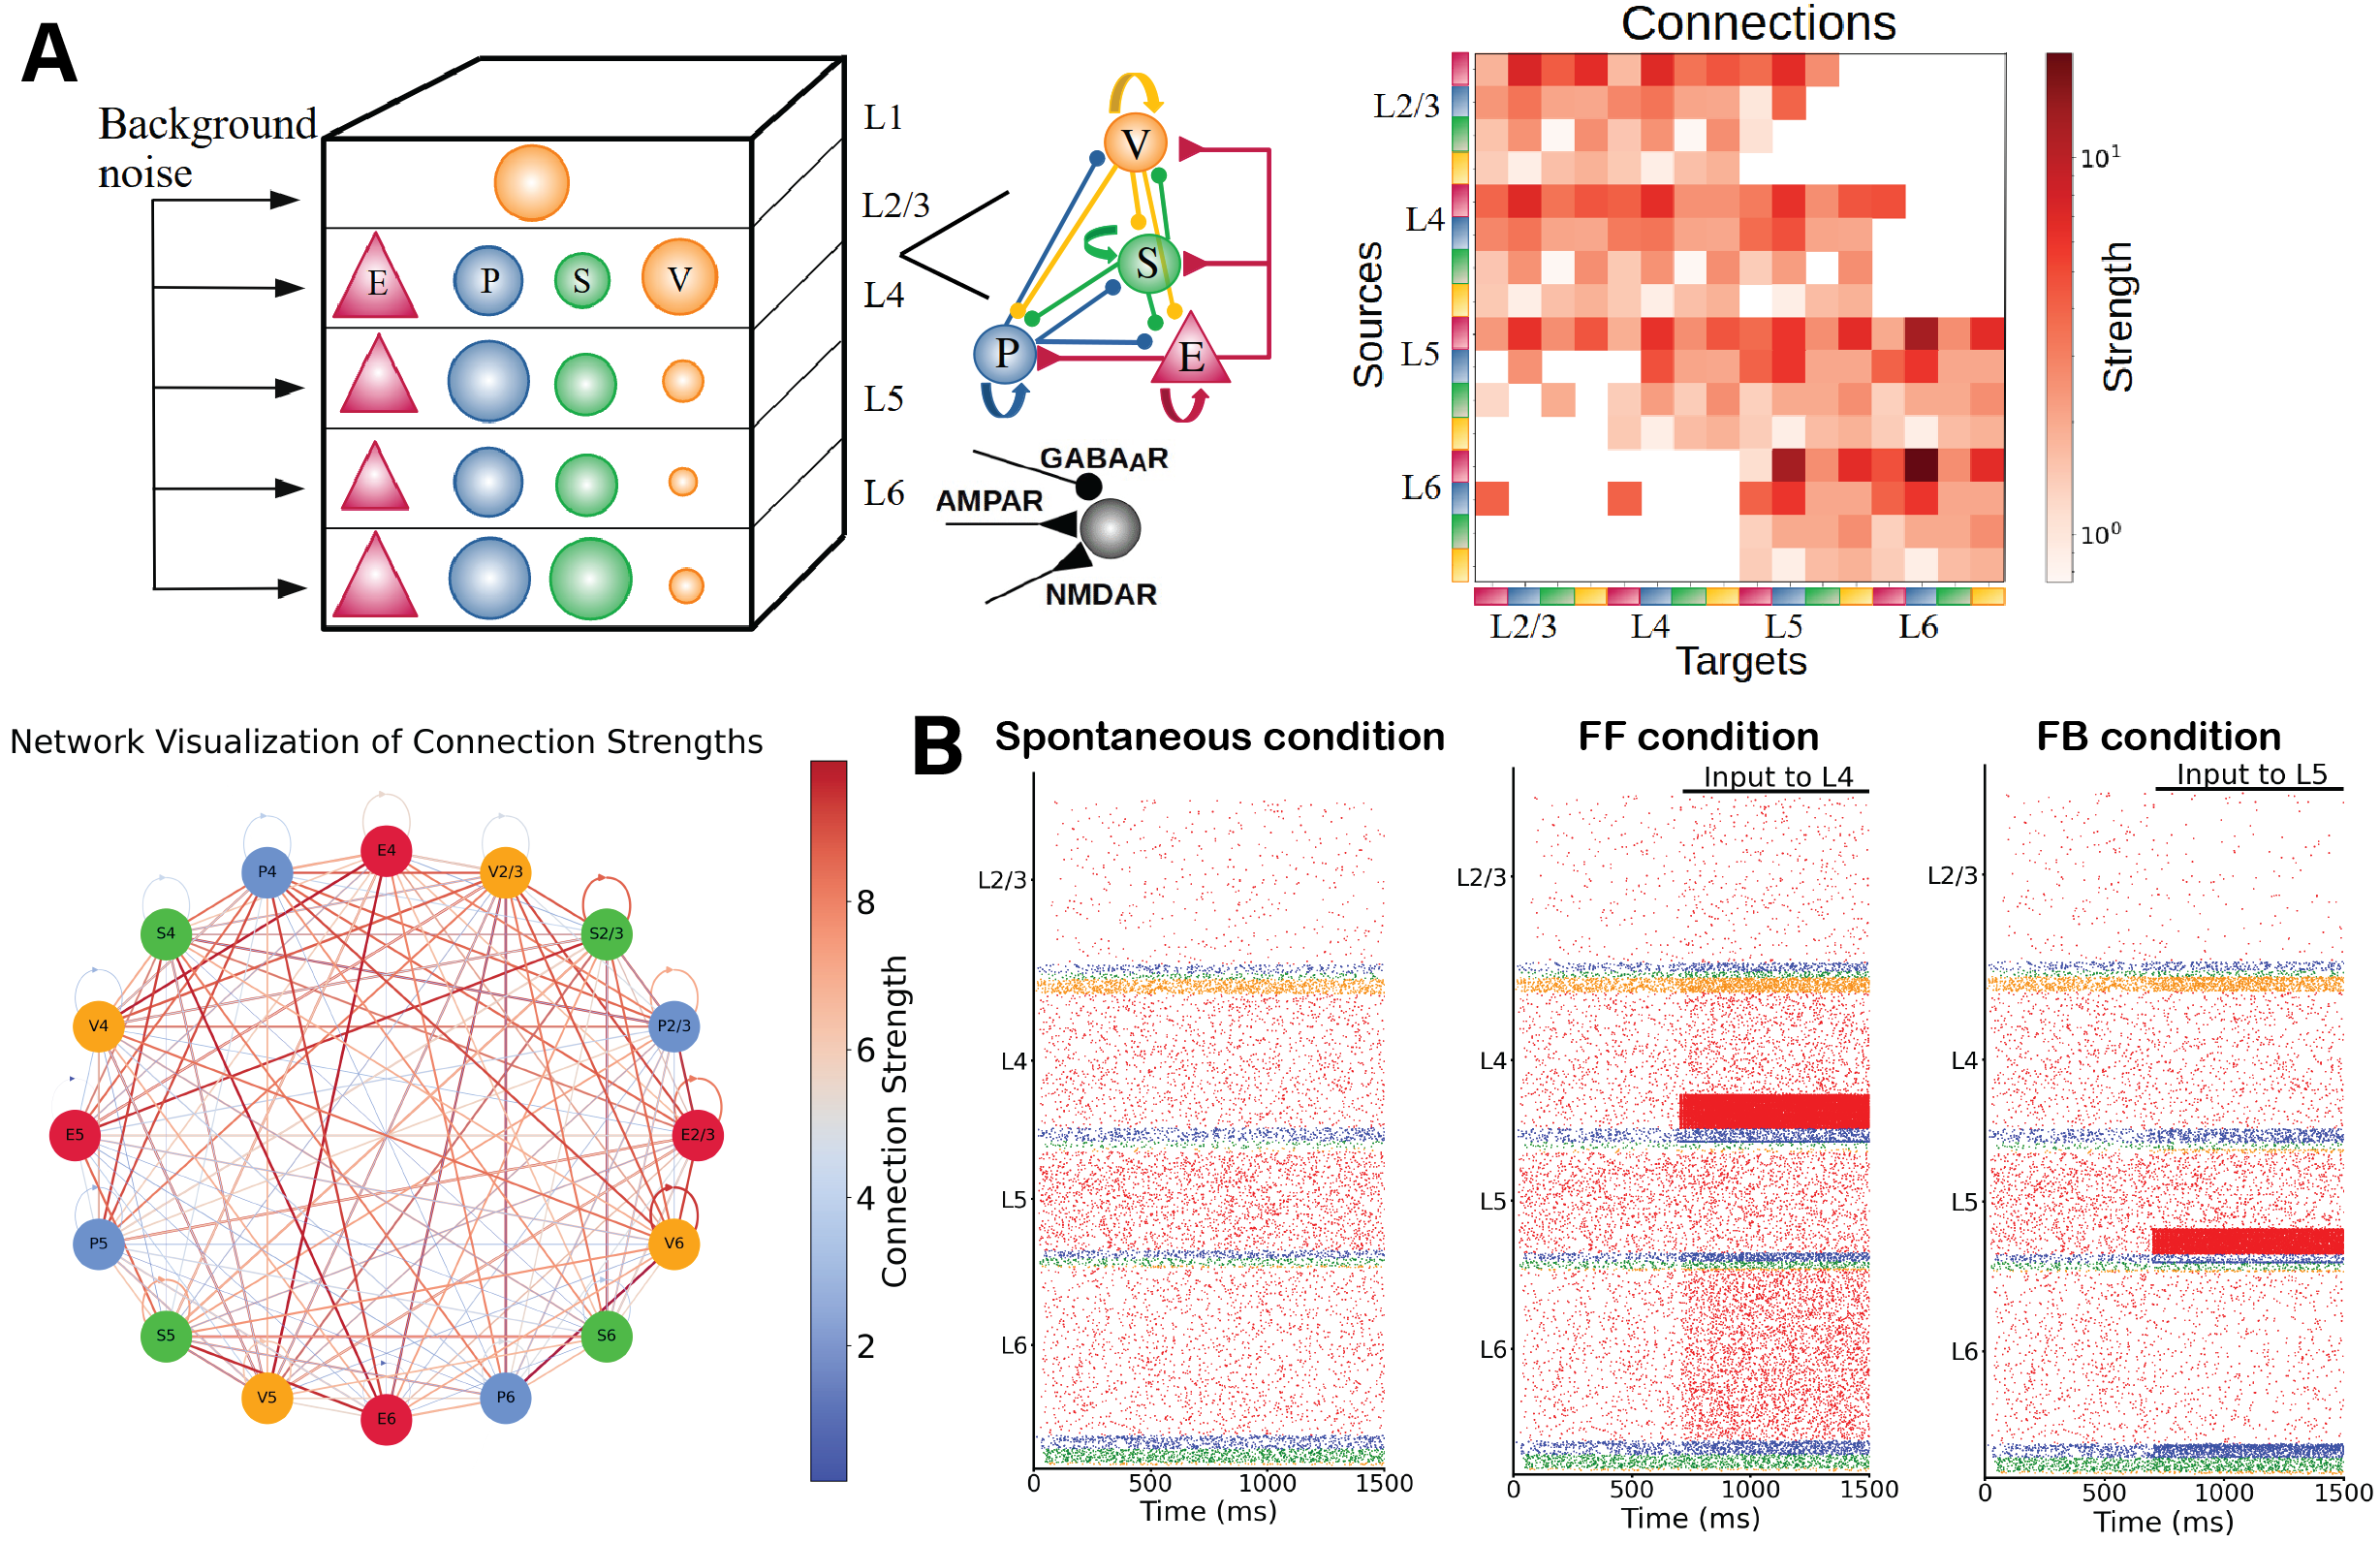 A
Background
noise
E
P
S
V
L1
L2/3
L4
L5
L6
V
S
P
E
GABAAR
AMPAR
NMDAR
Connections
Sources
L2/3
L4
L5
L6
L2/3
L4
L5
L6
Targets
10¹
10⁰
Strength
Network Visualization of Connection Strengths
E4
P4
V2/3
S4
S2/3
V4
P2/3
E5
E2/3
P5
V6
S5
S6
V5
P6
E6
8
6
4
2
Connection Strength
B
Spontaneous condition
L2/3
L4
L5
L6
0
500
1000
1500
Time (ms)
FF condition
Input to L4
L2/3
L4
L5
L6
0
500
1000
1500
Time (ms)
FB condition
Input to L5
L2/3
L4
L5
L6
0
500
1000
1500
Time (ms)